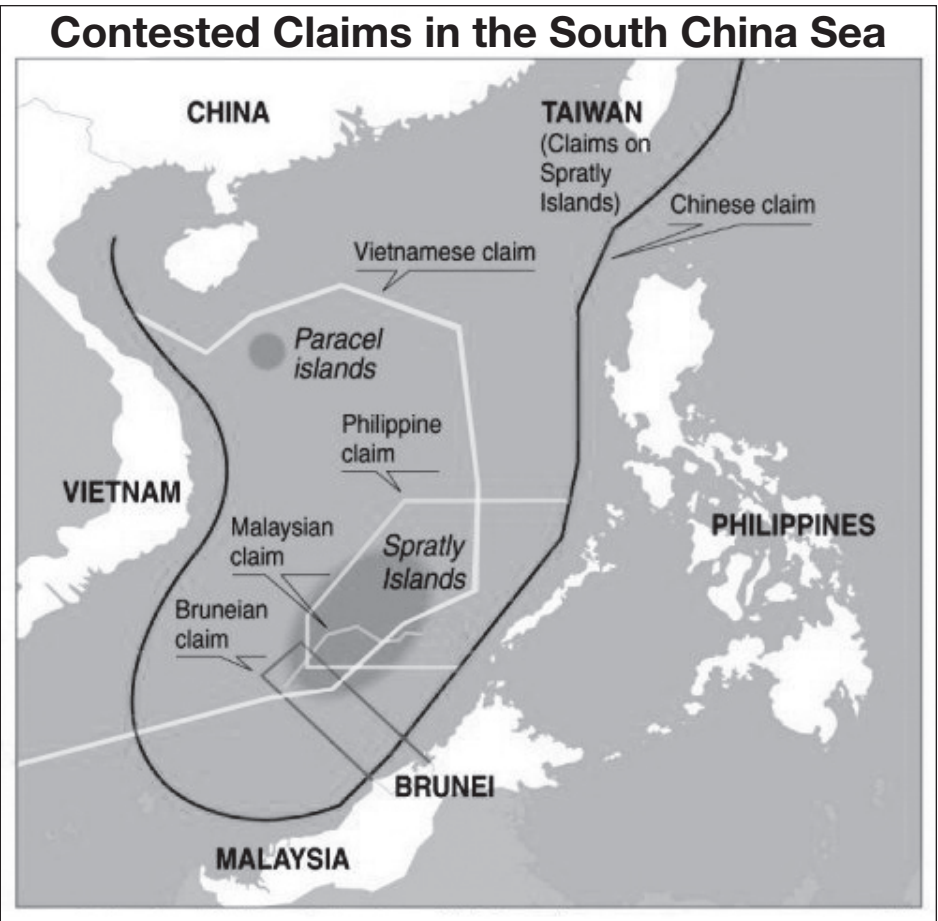 Contested Claims in the South China Sea
CHINA
TAIWAN
(Claims on
Spratly
Islands)
Chinese claim
Vietnamese claim
Paracel
islands
Philippine
claim
VIETNAM
PHILIPPINES
Malaysian
claim
Spratly
Islands
Bruneian
claim
BRUNEI
MALAYSIA